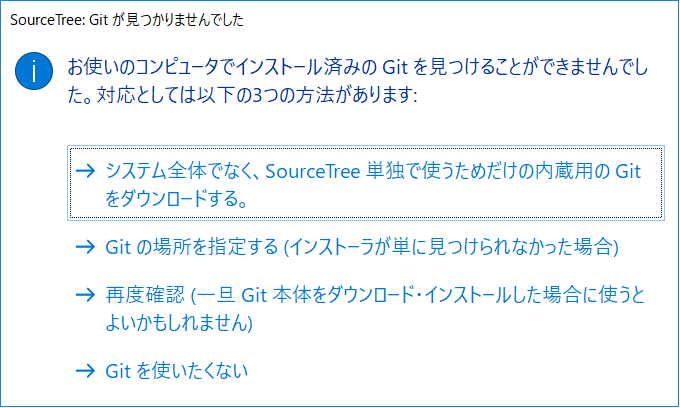 SourceTree: Git が見つかりませんでした
お使いのコンピュータでインストール済みの Git を見つけることができませんでし
た。対応としては以下の3つの方法があります:
システム全体でなく、SourceTree 単独で使うためだけの内蔵用の Git
をダウンロードする。
Git の場所を指定する (インストーラが単に見つけられなかった場合)
再度確認 (一旦 Git 本体をダウンロード・インストールした場合に使うと
よいかもしれません)
Git を使いたくない